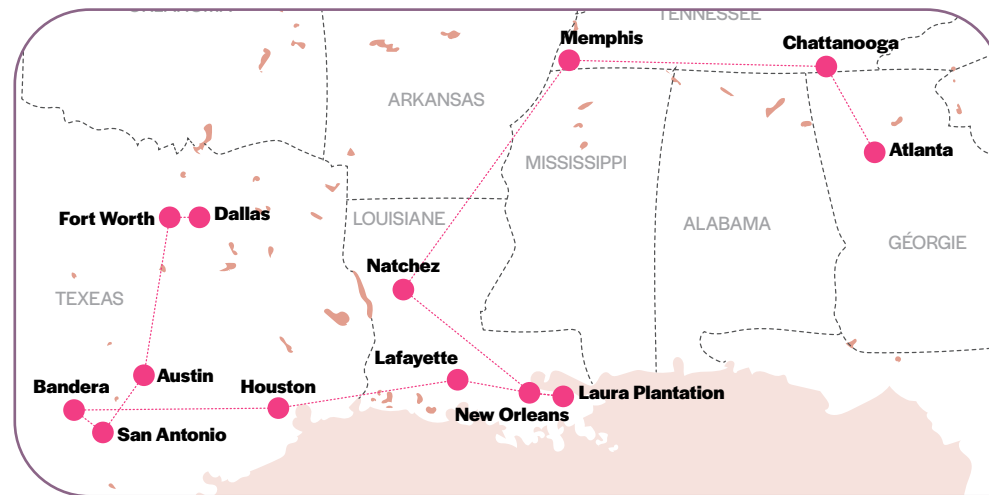 TENNESSEE
Memphis
Chattanooga
ARKANSAS
Atlanta
MISSISSIPPI
Fort Worth
Dallas
LOUISIANE
ALABAMA
GÉORGIE
Natchez
TEXEAS
Lafayette
Austin
Bandera
Houston
Laura Plantation
New Orleans
San Antonio